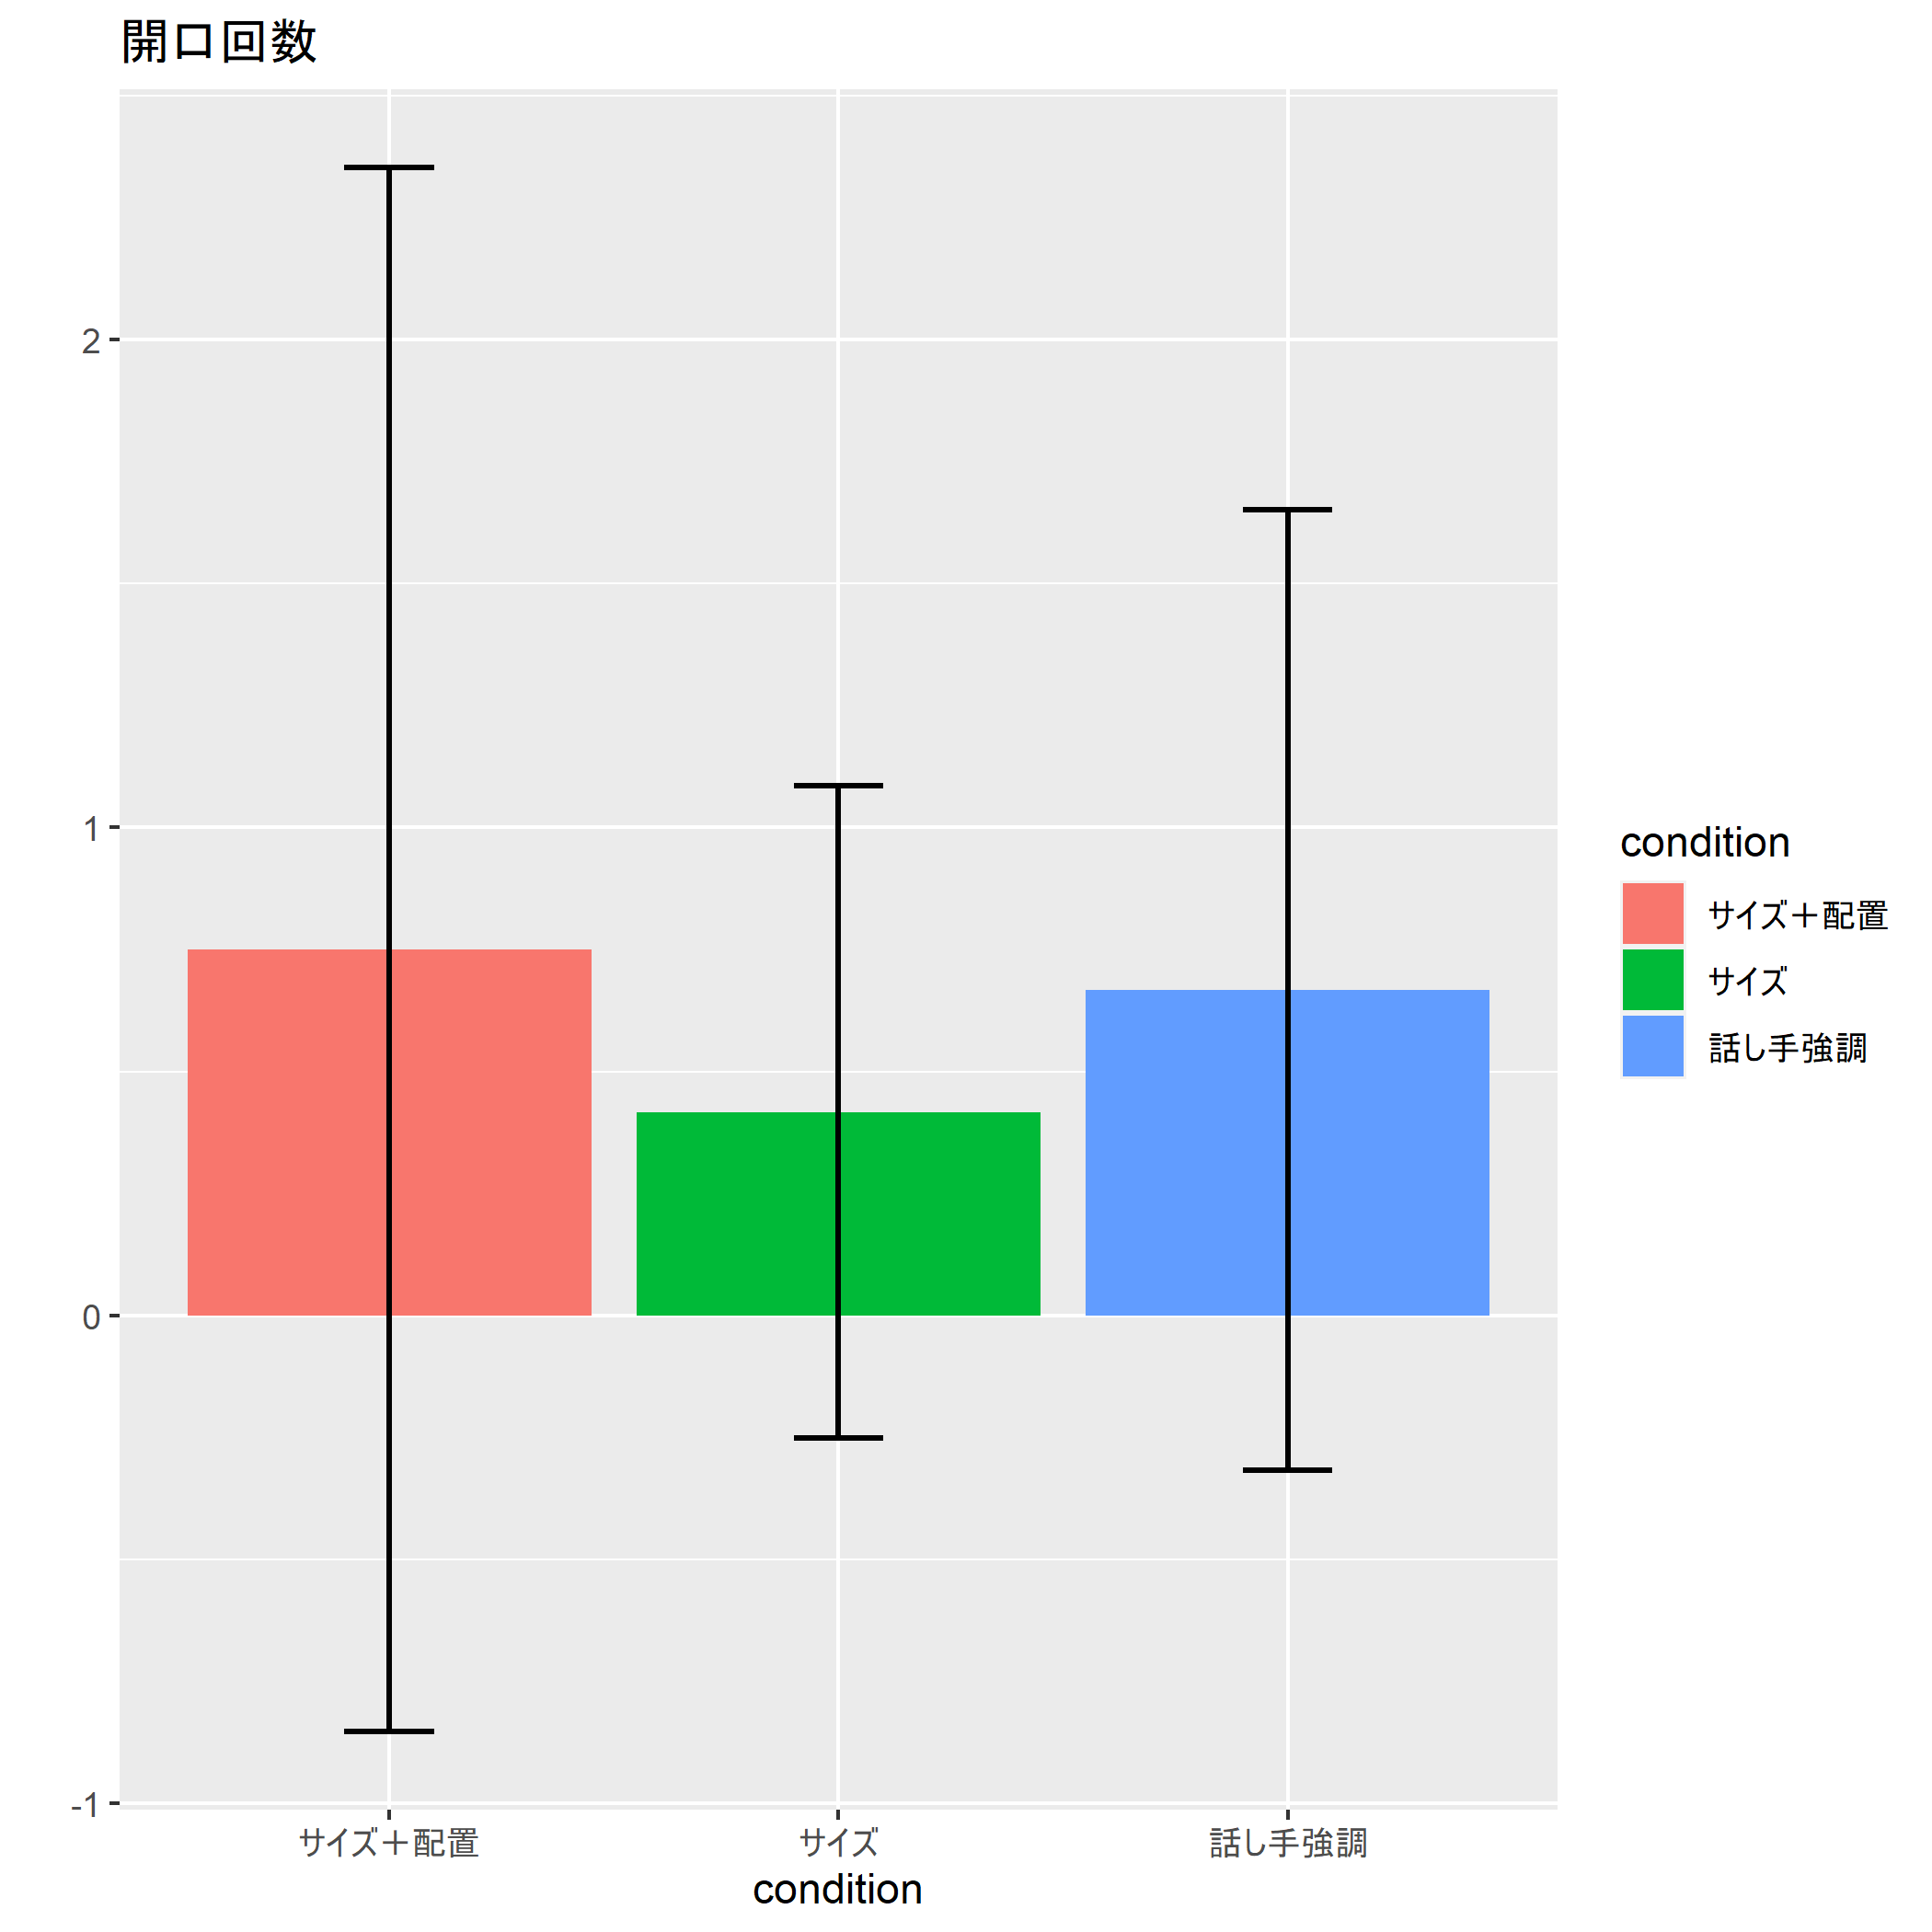 開口回数
2
1
0
-1
サイズ＋配置
サイズ
話し手強調
condition
condition
サイズ＋配置
サイズ
話し手強調